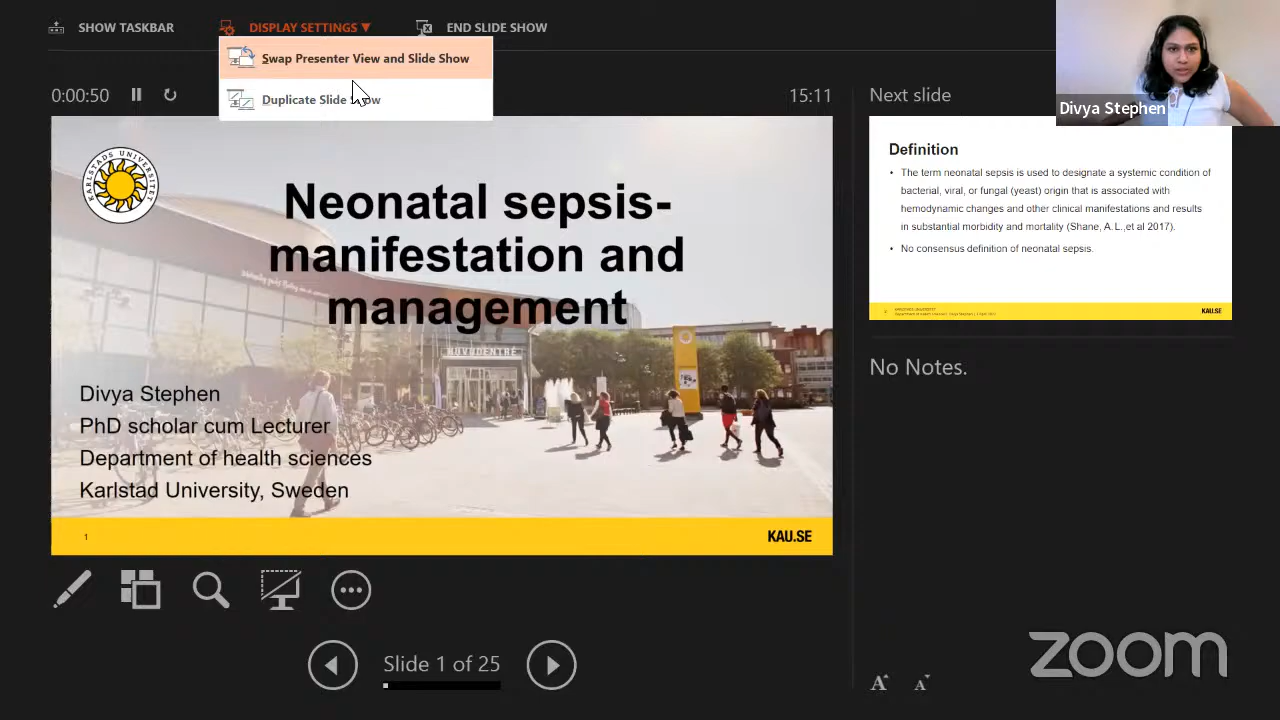 SHOW TASKBAR
DISPLAY SETTINGS ▼
END SLIDE SHOW
Swap Presenter View and Slide Show
Duplicate Slide Show
0:00:50
15:11
Next slide
Divya Stephen
KARLSTADS UNIVERSITET
Neonatal sepsis-
manifestation and
management
NUVUDENTRÉ
Divya Stephen
PhD scholar cum Lecturer
Department of health sciences
Karlstad University, Sweden
1
KAU.SE
Definition
• The term neonatal sepsis is used to designate a systemic condition of
bacterial, viral, or fungal (yeast) origin that is associated with
hemodynamic changes and other clinical manifestations and results
in substantial morbidity and mortality (Shane, A.L.,et al 2017).
• No consensus definition of neonatal sepsis.
KAU.SE
No Notes.
Slide 1 of 25
A A
zoom